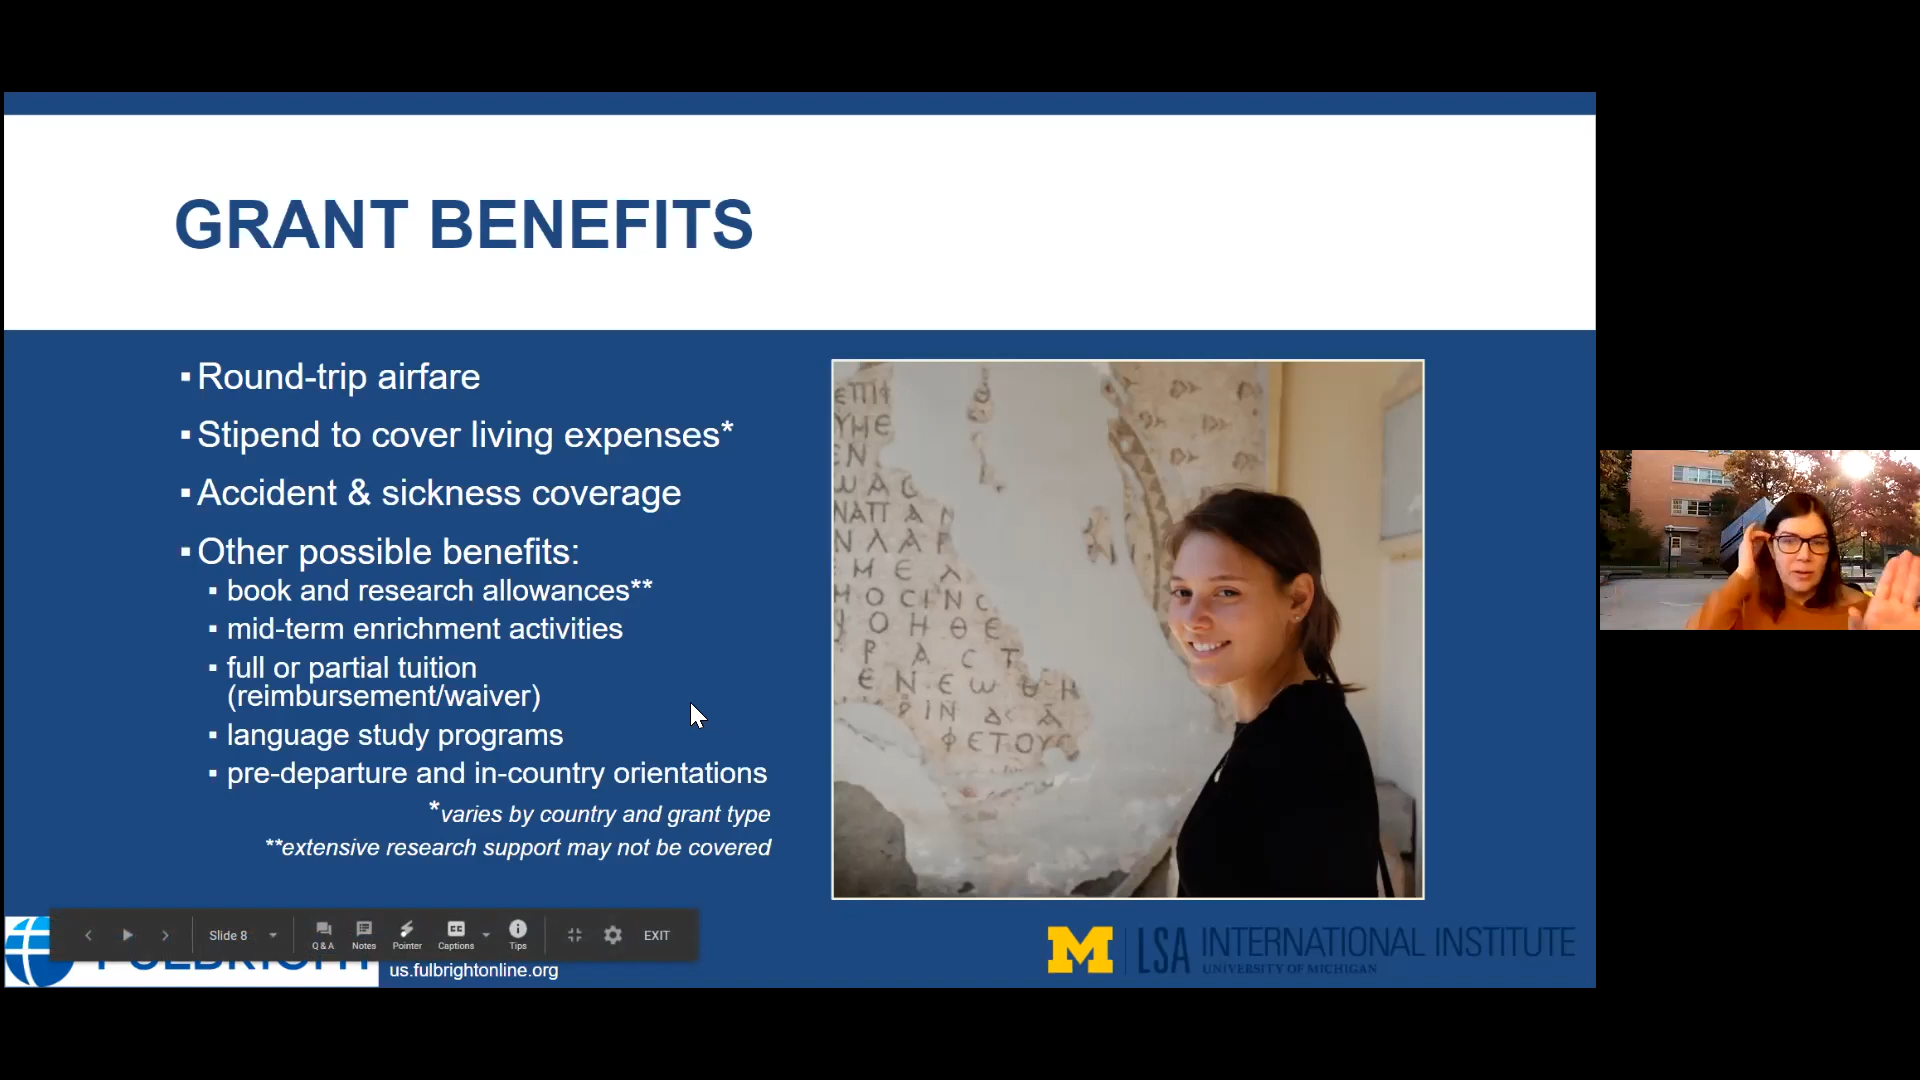 GRANT BENEFITS
▪ Round-trip airfare
▪ Stipend to cover living expenses*
▪ Accident & sickness coverage
▪ Other possible benefits:
▪ book and research allowances**
▪ mid-term enrichment activities
▪ full or partial tuition
(reimbursement/waiver)
▪ language study programs
▪ pre-departure and in-country orientations
*varies by country and grant type
**extensive research support may not be covered
Slide 8
Q & A
Notes
Pointer
Captions
Tips
EXIT
us.fulbrightonline.org
M LSA INTERNATIONAL INSTITUTE
UNIVERSITY OF MICHIGAN